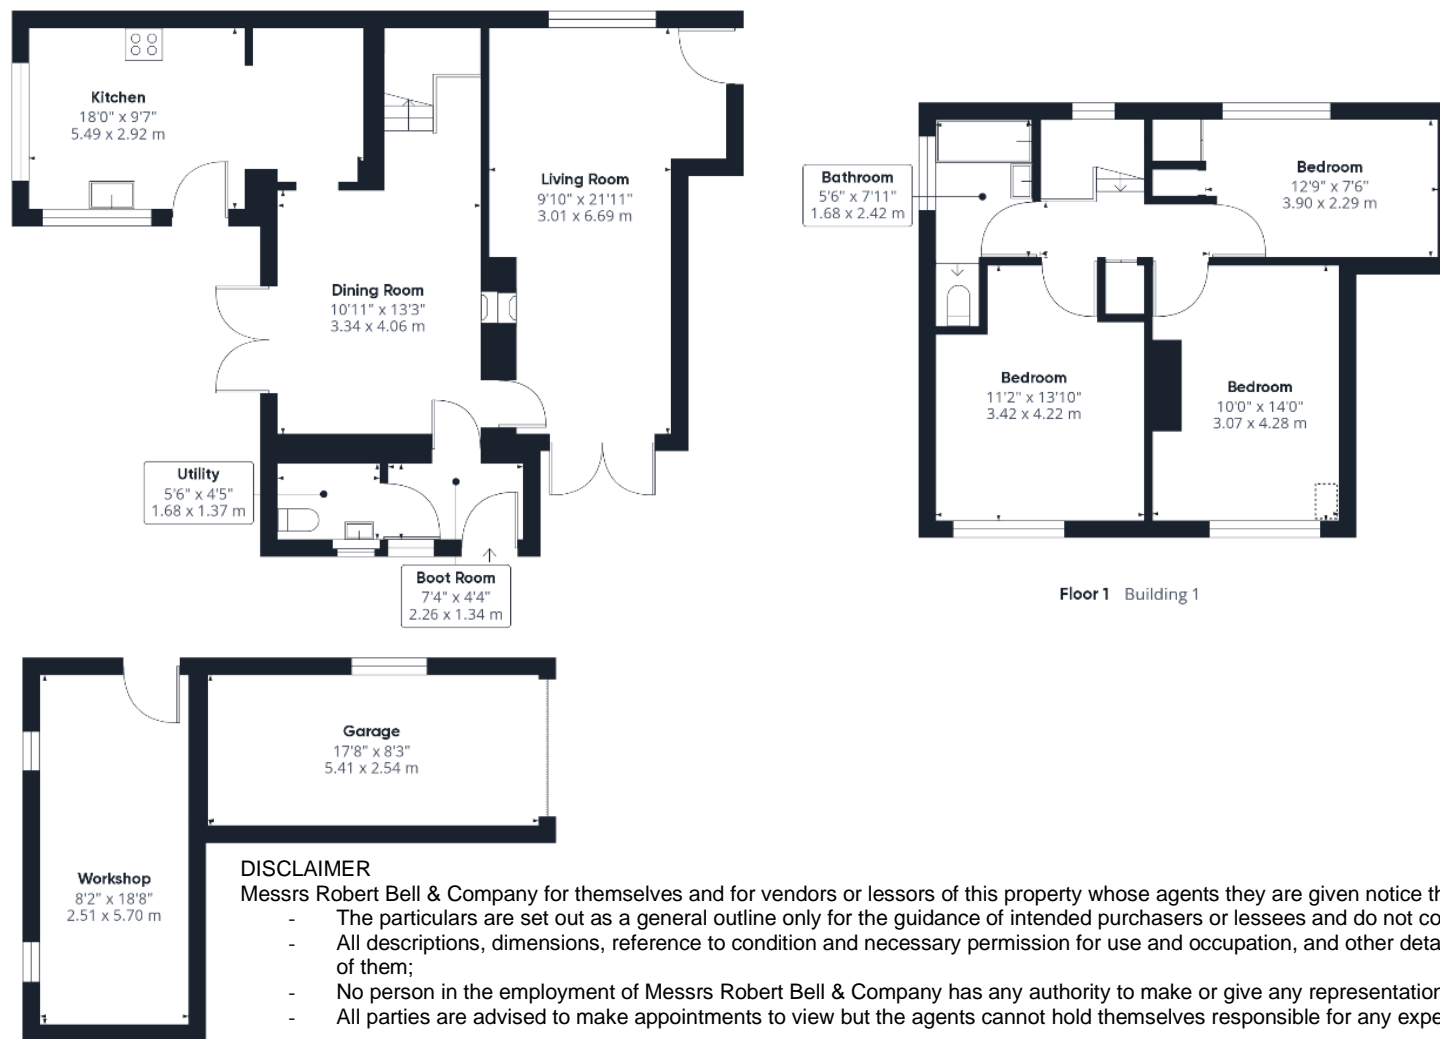 Kitchen
18'0" x 9'7"
5.49 x 2.92 m
Living Room
9'10" x 21'11"
3.01 x 6.69 m
Dining Room
10'11" x 13'3"
3.34 x 4.06 m
Utility
5'6" x 4'5"
1.68 x 1.37 m
Boot Room
7'4" x 4'4"
2.26 x 1.34 m
Bathroom
5'6" x 7'11"
1.68 x 2.42 m
Bedroom
12'9" x 7'6"
3.90 x 2.29 m
Bedroom
11'2" x 13'10"
3.42 x 4.22 m
Bedroom
10'0" x 14'0"
3.07 x 4.28 m
Floor 1 Building 1
Garage
17'8" x 8'3"
5.41 x 2.54 m
Workshop
8'2" x 18'8"
2.51 x 5.70 m
DISCLAIMER
Messrs Robert Bell & Company for themselves and for vendors or lessors of this property whose agents they are given notice th
- The particulars are set out as a general outline only for the guidance of intended purchasers or lessees and do not co
- All descriptions, dimensions, reference to condition and necessary permission for use and occupation, and other deta
of them;
- No person in the employment of Messrs Robert Bell & Company has any authority to make or give any representation
- All parties are advised to make appointments to view but the agents cannot hold themselves responsible for any expe